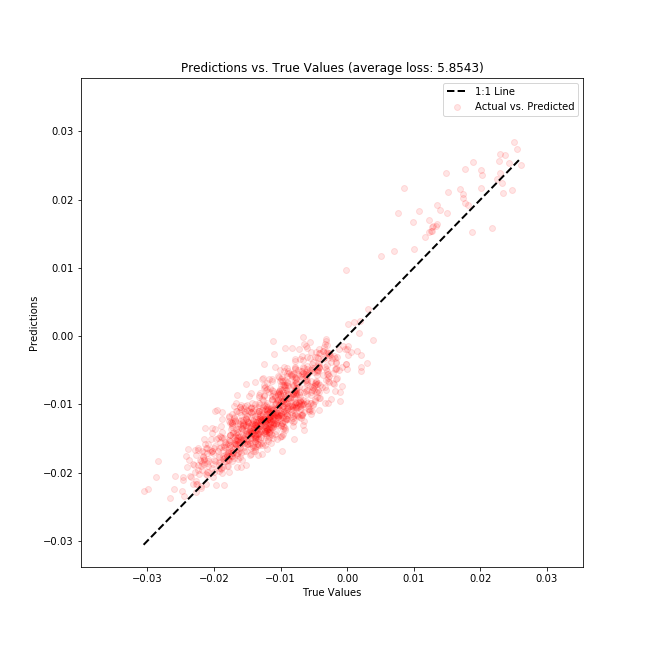 Predictions vs. True Values (average loss: 5.8543)
1:1 Line
Actual vs. Predicted
0.03
0.02
0.01
0.00
−0.01
−0.02
−0.03
Predictions
−0.03 −0.02 −0.01 0.00 0.01 0.02 0.03
True Values